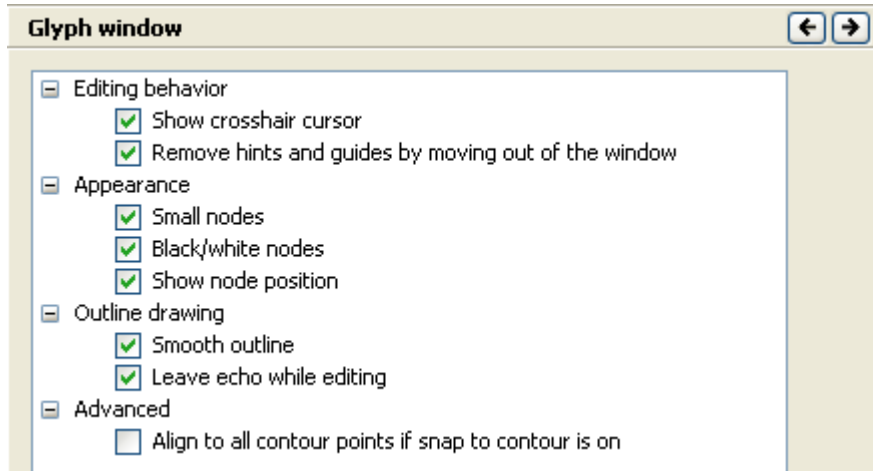 Glyph window
Editing behavior
Show crosshair cursor
Remove hints and guides by moving out of the window
Appearance
Small nodes
Black/white nodes
Show node position
Outline drawing
Smooth outline
Leave echo while editing
Advanced
Align to all contour points if snap to contour is on